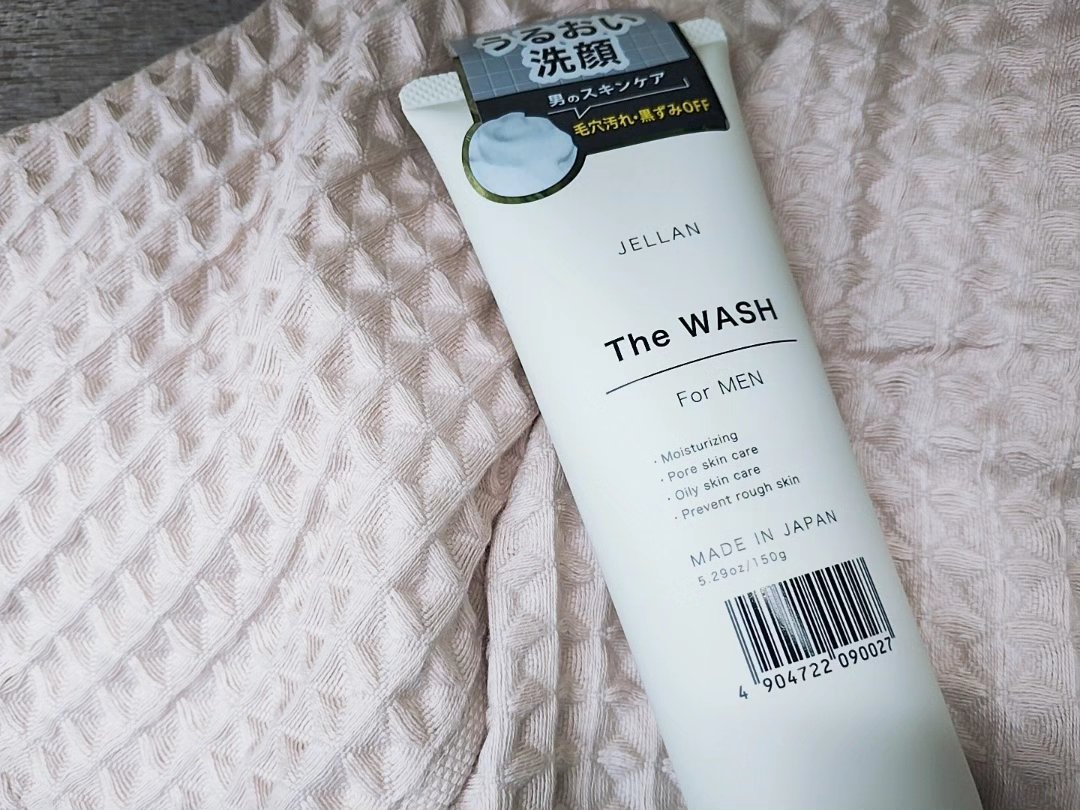 うるおい
洗顔
男のスキンケア
毛穴汚れ・黒ずみOFF
JELLAN
The WASH
For MEN
・Moisturizing
・Pore skin care
・Oily skin care
・Prevent rough skin
MADE IN JAPAN
5.29oz/150g
4 904722 090027